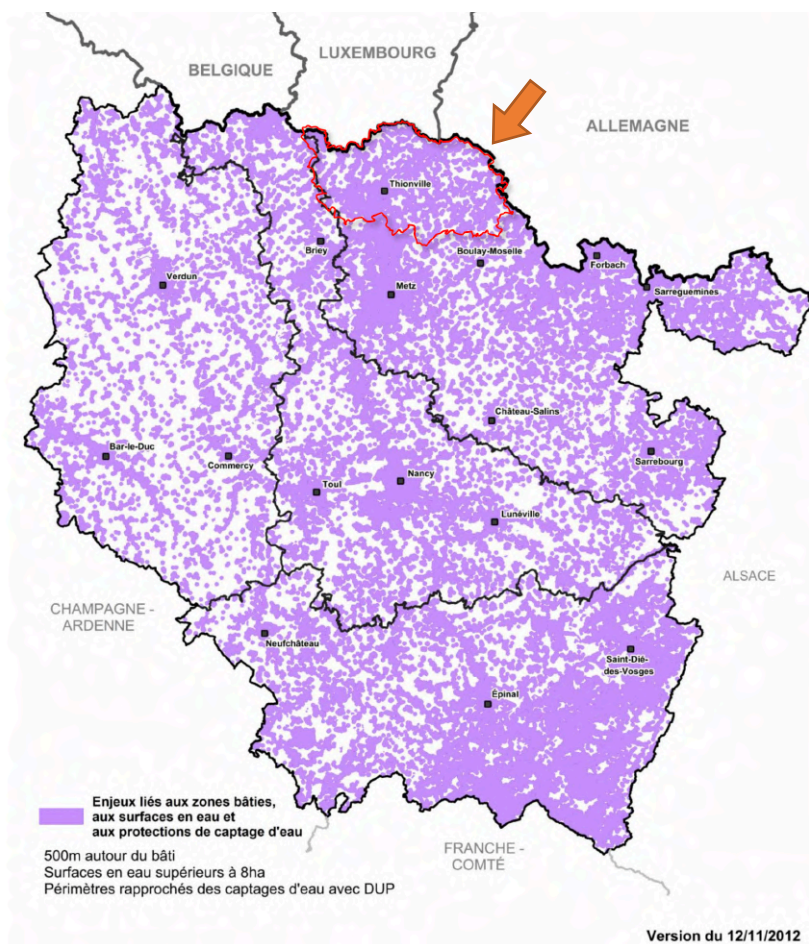 LUXEMBOURG
BELGIQUE
ALLEMAGNE
Thionville
Briey
Boulay-Moselle
Forbach
Verdun
Metz
Sarreguemines
Château-Salins
Bar-le-Duc
Commercy
Sarrebourg
Toul
Nancy
Lunéville
ALSACE
CHAMPAGNE -
ARDENNE
Neufchâteau
Saint-Dié-
des-Vosges
Épinal
Enjeux liés aux zones bâties,
aux surfaces en eau et
aux protections de captage d'eau
500m autour du bâti
Surfaces en eau supérieurs à 8ha
Périmètres rapprochés des captages d'eau avec DUP
FRANCHE -
COMTÉ
Version du 12/11/2012